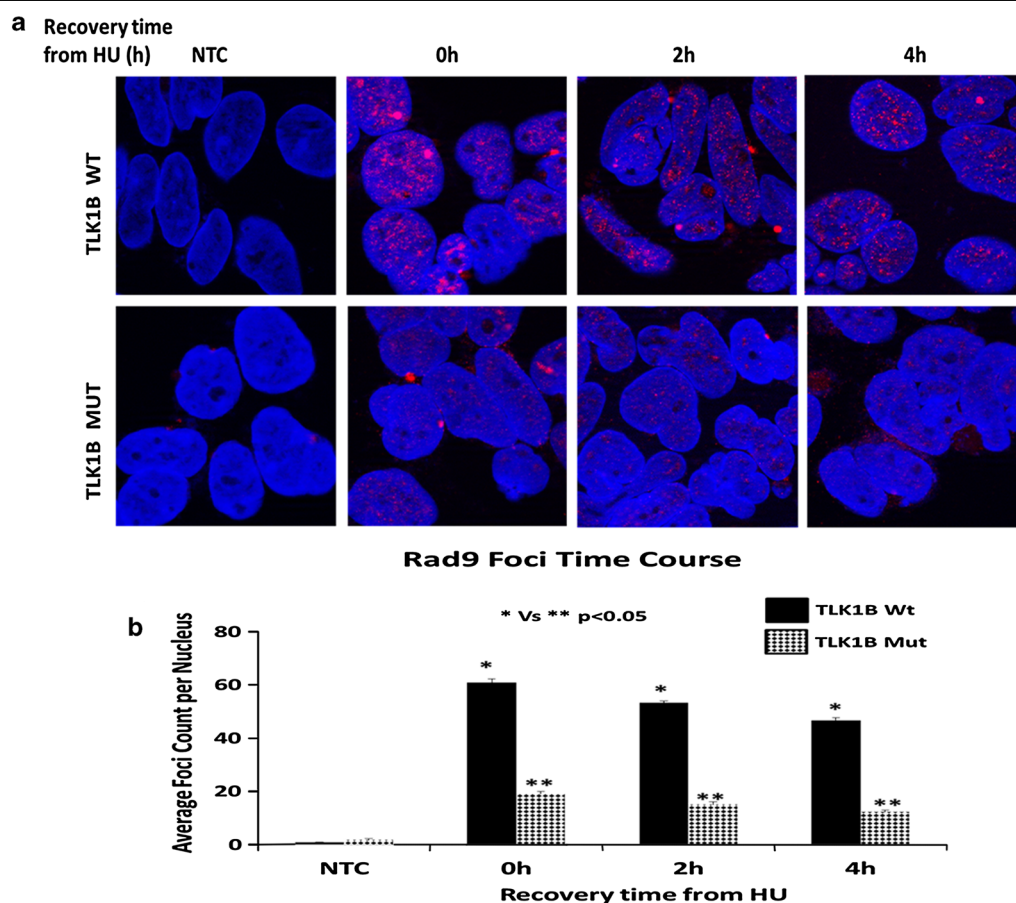 a
Recovery time
from HU (h) NTC 0h 2h 4h
TLK1B WT
TLK1B MUT
Rad9 Foci Time Course
b
* Vs ** p<0.05
TLK1B Wt
TLK1B Mut
Average Foci Count per Nucleus
80
60
40
20
0
*
**
*
**
*
**
NTC 0h 2h 4h
Recovery time from HU